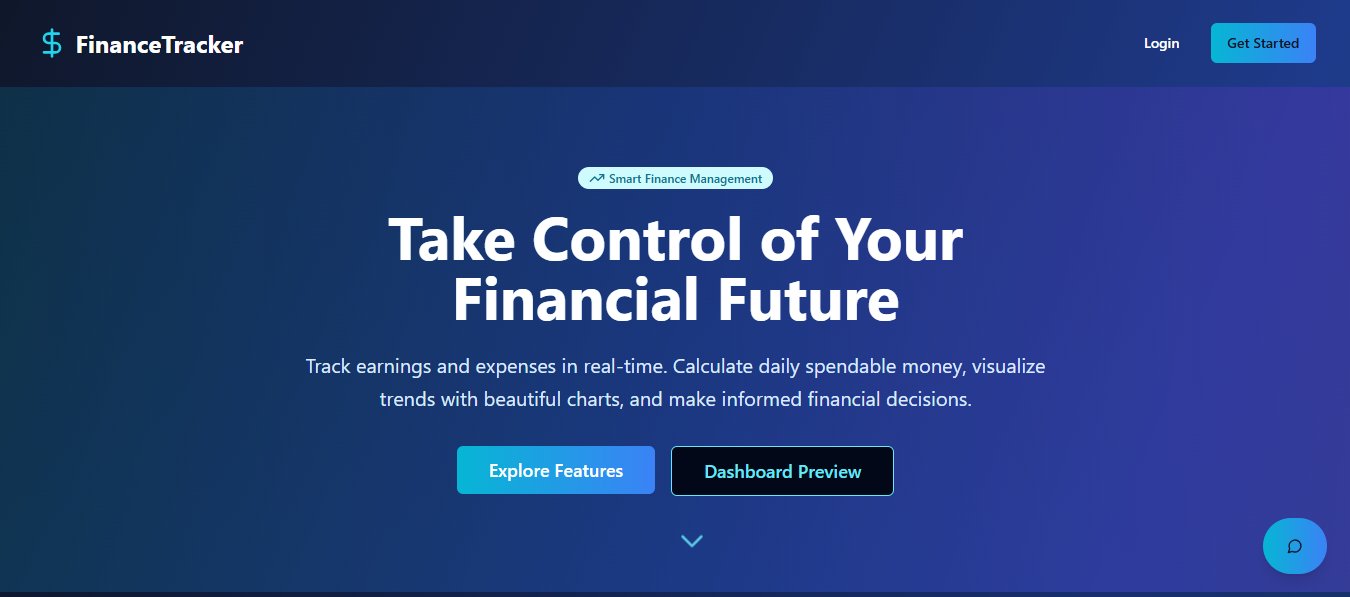 FinanceTracker
Login
Get Started
Smart Finance Management
Take Control of Your
Financial Future
Track earnings and expenses in real-time. Calculate daily spendable money, visualize
trends with beautiful charts, and make informed financial decisions.
Explore Features
Dashboard Preview